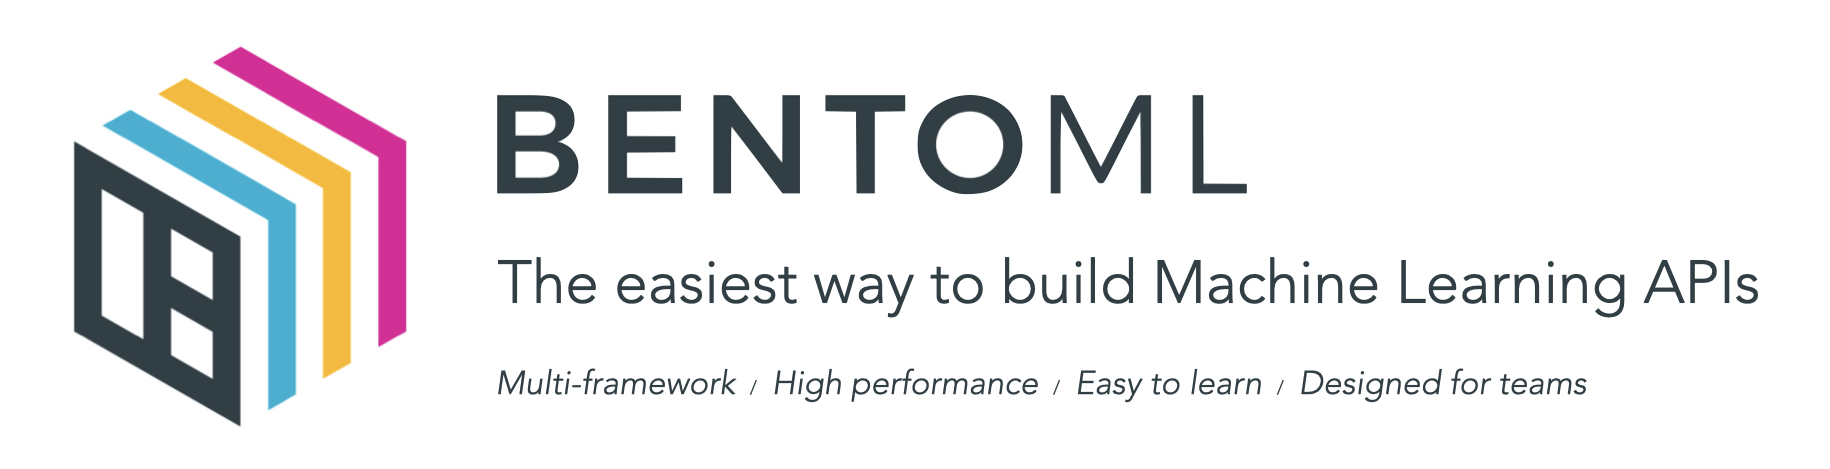 BENTOML
The easiest way to build Machine Learning APIs
Multi-framework / High performance / Easy to learn / Designed for teams